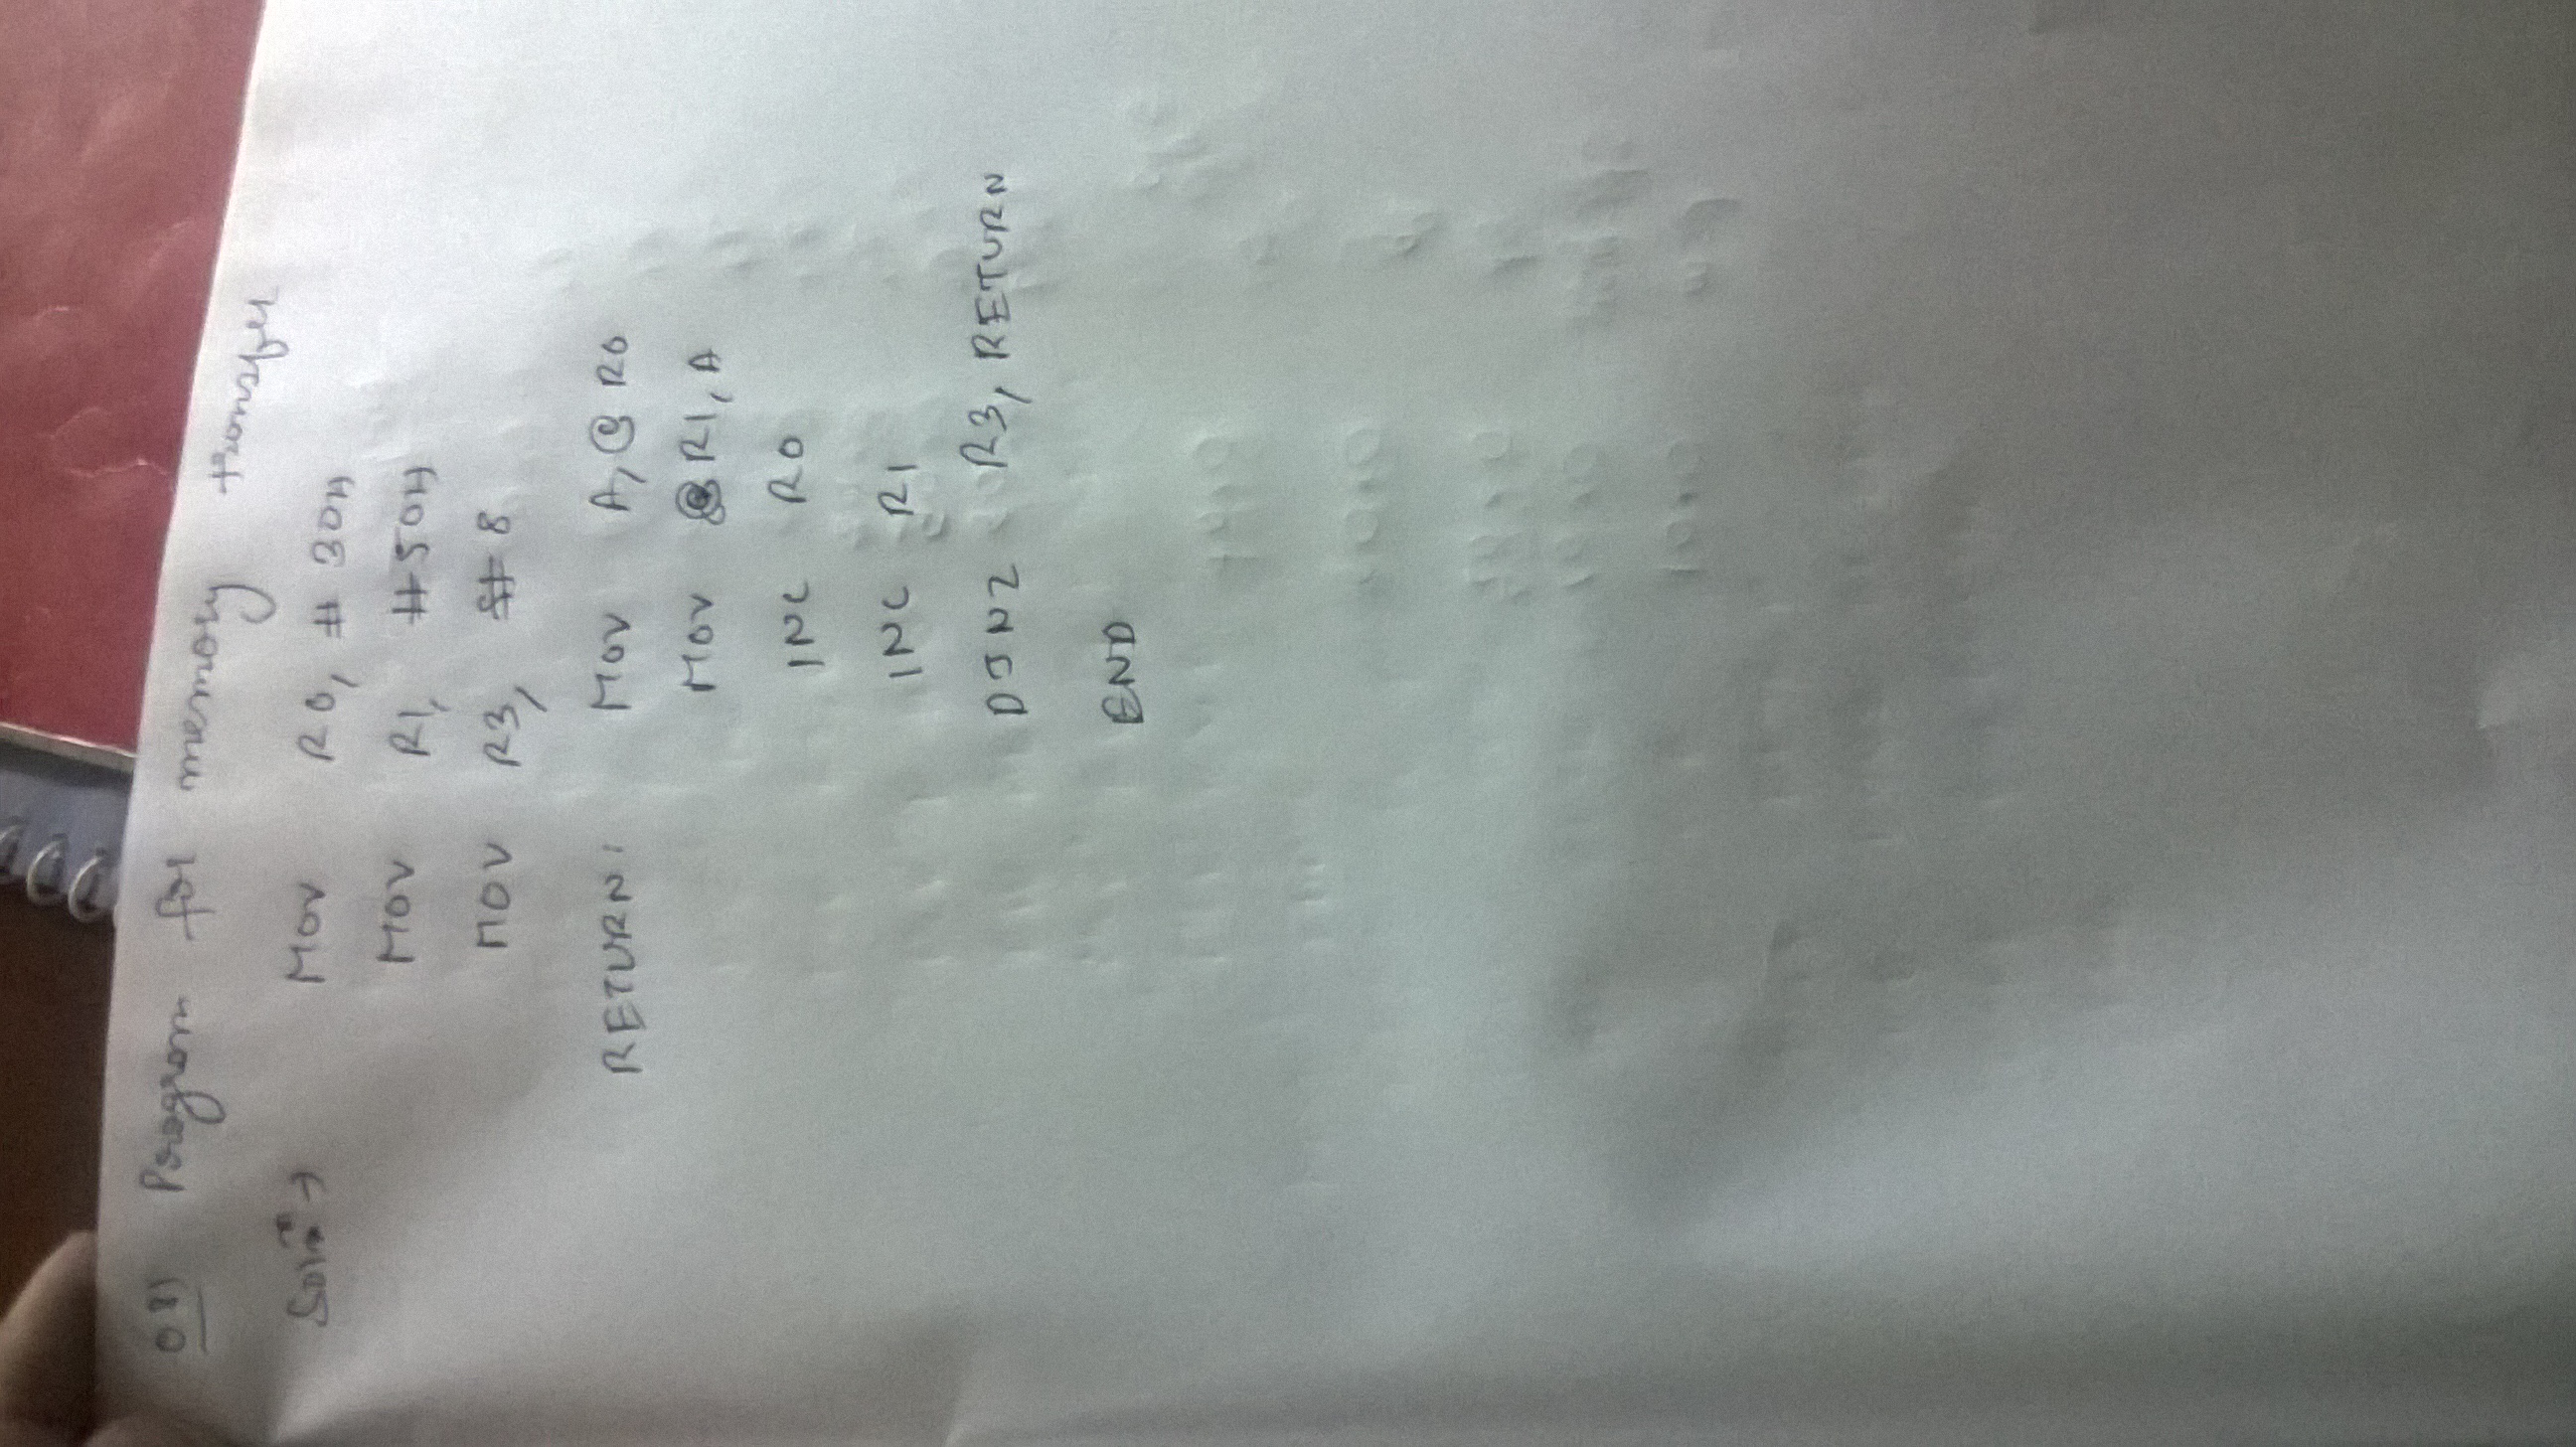 Q8) Program for memory transfer
Soln → MOV R0, # 30H
MOV R1, #50H
MOV R3, #8
RETURN: MOV A, @R0
MOV @R1, A
INC R0
INC R1
DJNZ R3, RETURN
END